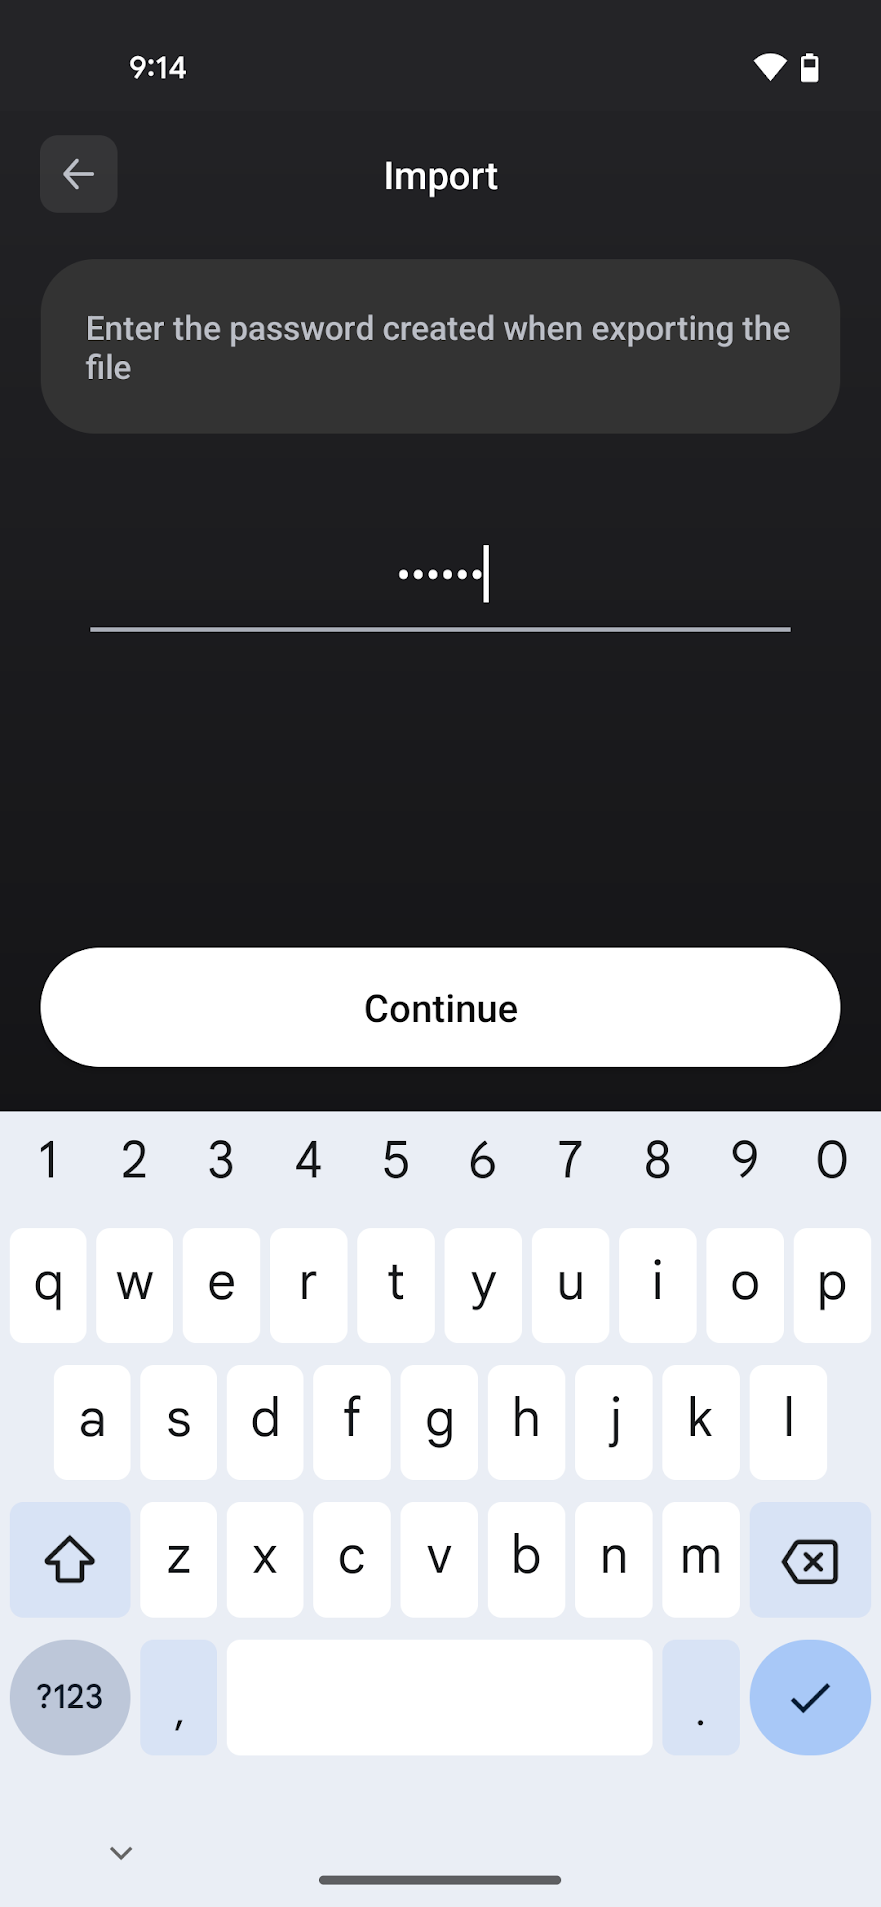 9:14
Import
Enter the password created when exporting the
file
••••••
Continue
1 2 3 4 5 6 7 8 9 0
q w e r t y u i o p
a s d f g h j k l
z x c v b n m
?123 , .